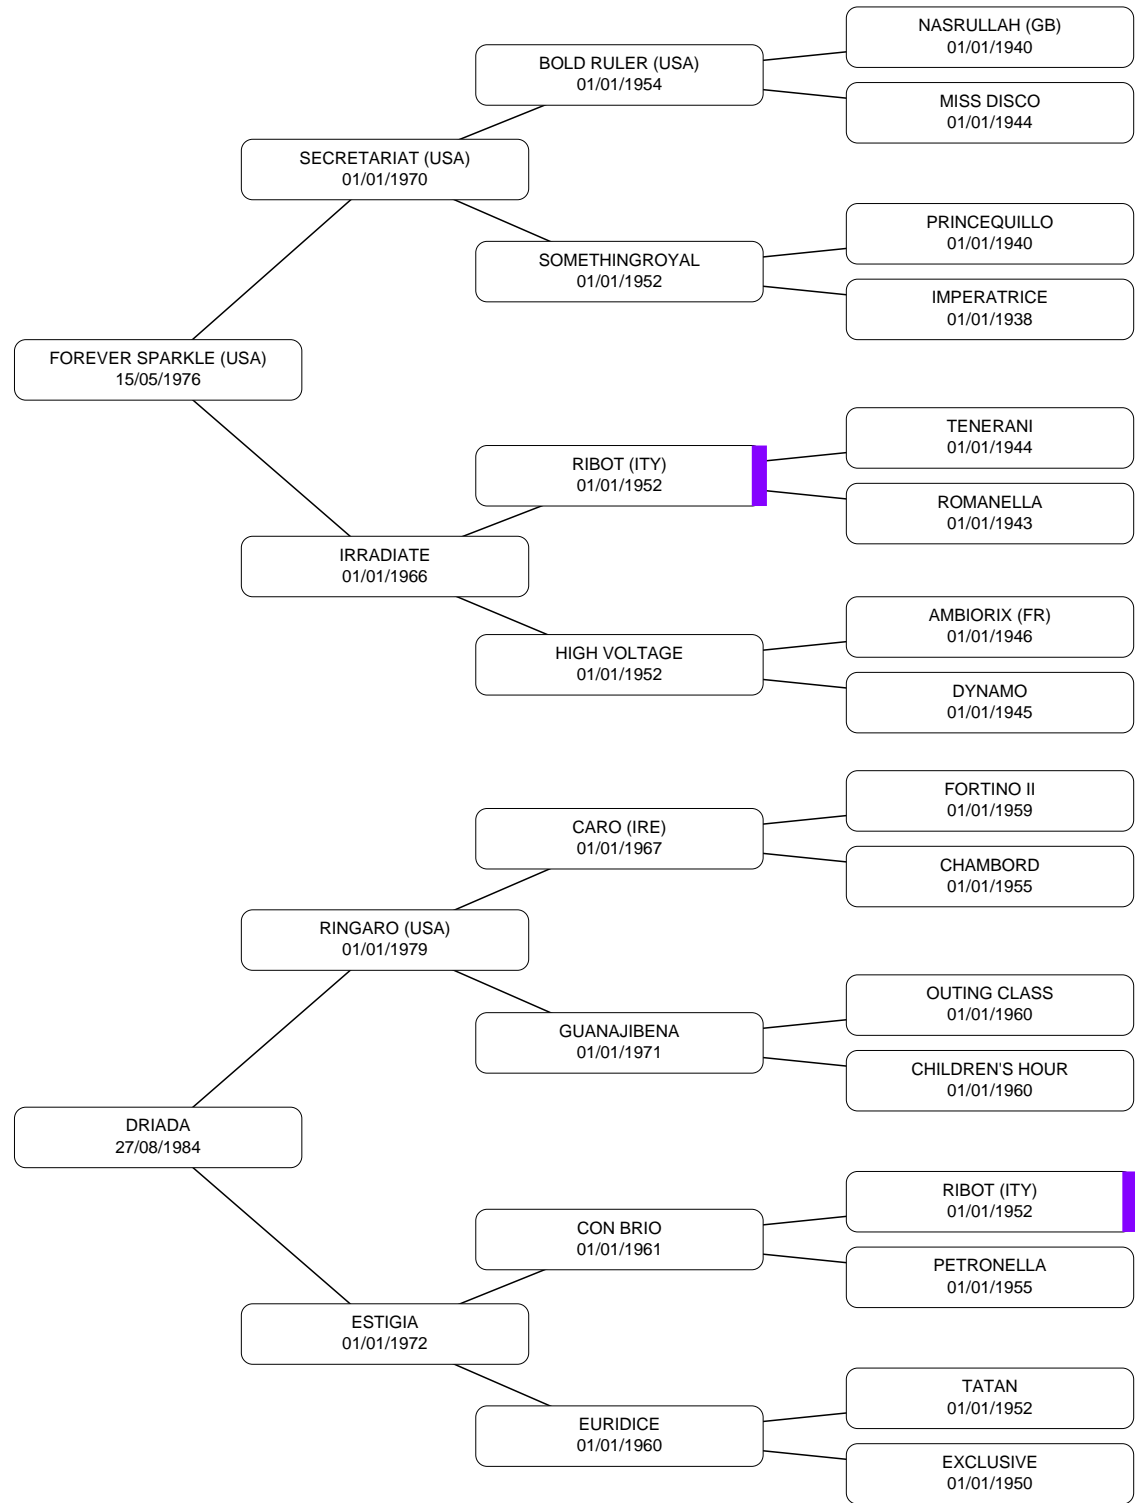 NASRULLAH (GB)
01/01/1940
BOLD RULER (USA)
01/01/1954
MISS DISCO
01/01/1944
SECRETARIAT (USA)
01/01/1970
PRINCEQUILLO
01/01/1940
SOMETHINGROYAL
01/01/1952
IMPERATRICE
01/01/1938
FOREVER SPARKLE (USA)
15/05/1976
TENERANI
01/01/1944
RIBOT (ITY)
01/01/1952
ROMANELLA
01/01/1943
IRRADIATE
01/01/1966
AMBIORIX (FR)
01/01/1946
HIGH VOLTAGE
01/01/1952
DYNAMO
01/01/1945
FORTINO II
01/01/1959
CARO (IRE)
01/01/1967
CHAMBORD
01/01/1955
RINGARO (USA)
01/01/1979
OUTING CLASS
01/01/1960
GUANAJIBENA
01/01/1971
CHILDREN'S HOUR
01/01/1960
DRIADA
27/08/1984
RIBOT (ITY)
01/01/1952
CON BRIO
01/01/1961
PETRONELLA
01/01/1955
ESTIGIA
01/01/1972
TATAN
01/01/1952
EURIDICE
01/01/1960
EXCLUSIVE
01/01/1950